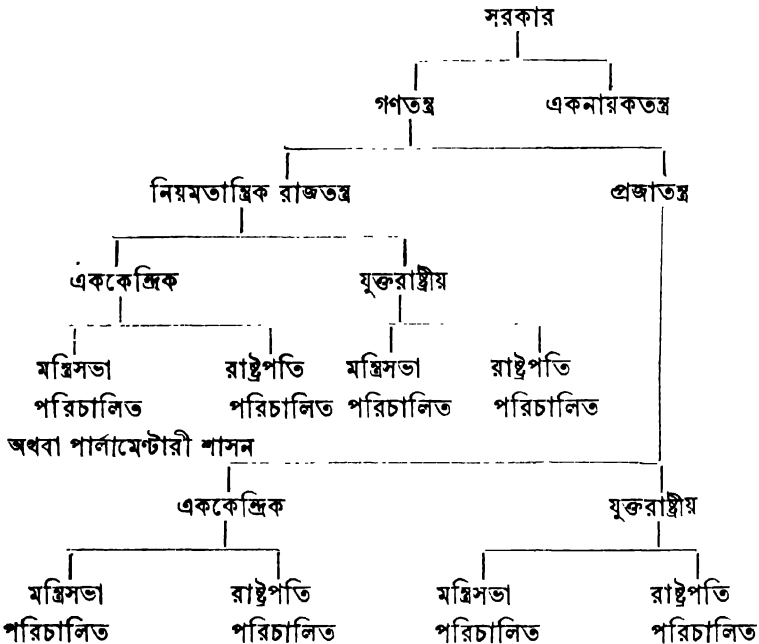 সরকার
গণতন্ত্র একনায়কতন্ত্র
নিয়মতান্ত্রিক রাজতন্ত্র প্রজাতন্ত্র
এককেন্দ্রিক যুক্তরাষ্ট্রীয়
মন্ত্রিসভা রাষ্ট্রপতি মন্ত্রিসভা রাষ্ট্রপতি
পরিচালিত পরিচালিত পরিচালিত পরিচালিত
অথবা পার্লামেন্টারী শাসন
এককেন্দ্রিক যুক্তরাষ্ট্রীয়
মন্ত্রিসভা রাষ্ট্রপতি মন্ত্রিসভা রাষ্ট্রপতি
পরিচালিত পরিচালিত পরিচালিত পরিচালিত